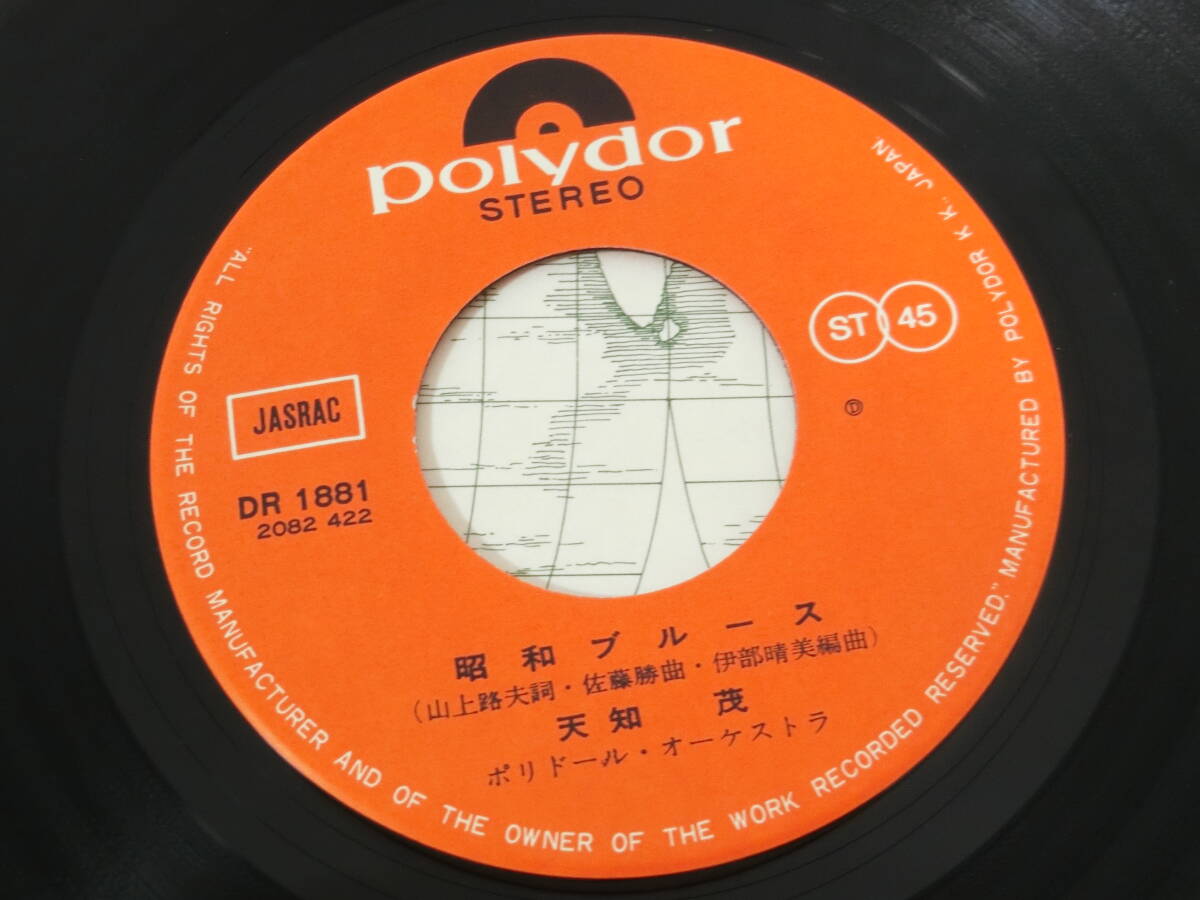 polydor
STEREO
ST 45
Ⓓ
JASRAC
DR 1881
2082 422
昭和ブルース
(山上路夫詞・佐藤勝曲・伊部晴美編曲)
天知 茂
ポリドール・オーケストラ
"ALL RIGHTS OF THE RECORD MANUFACTURER AND OF THE OWNER OF THE WORK RECORDED RESERVED." MANUFACTURED BY POLYDOR K K., JAPAN.